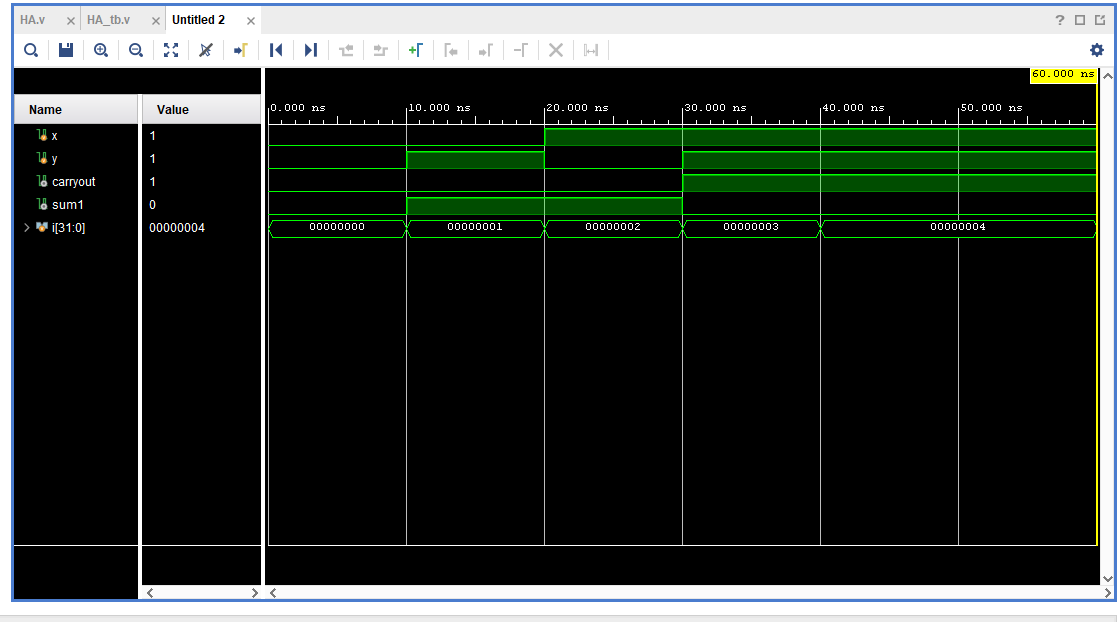 HA.v × HA_tb.v × Untitled 2 ×
?
60.000 ns
Name Value
0.000 ns 10.000 ns 20.000 ns 30.000 ns 40.000 ns 50.000 ns
x 1
y 1
carryout 1
sum1 0
i[31:0] 00000004 00000000 00000001 00000002 00000003 00000004